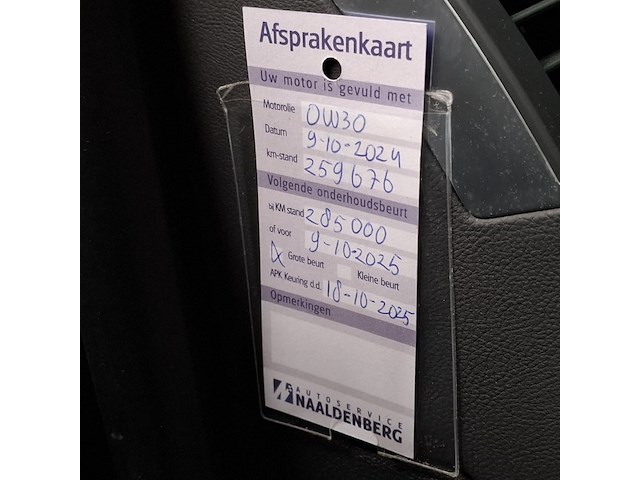 Afsprakenkaart
Uw motor is gevuld met
Motorolie 0W30
Datum 9-10-2024
km-stand 259676
Volgende onderhoudsbeurt
bij KM stand 285000
of voor 9-10-2025
X Grote beurt Kleine beurt
APK Keuring d.d. 18-10-2025
Opmerkingen
AUTOSERVICE
NAALDENBERG